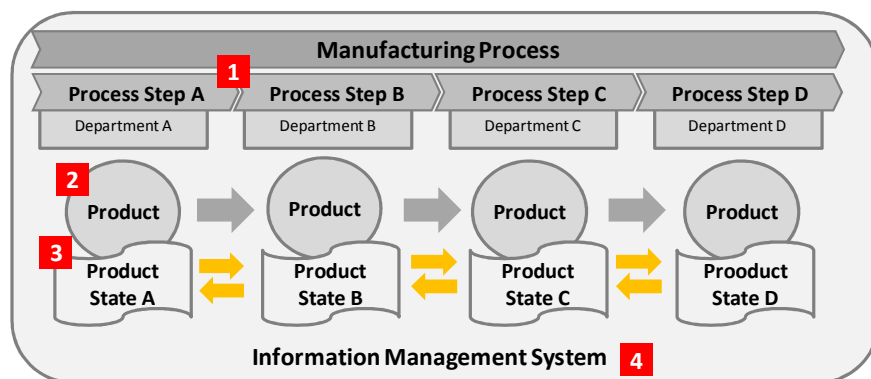 Manufacturing Process
1
Process Step A Process Step B Process Step C Process Step D
Department A Department B Department C Department D
2
Product Product Product Product
3
Product Product Product Prooduct
State A State B State C State D
Information Management System 4